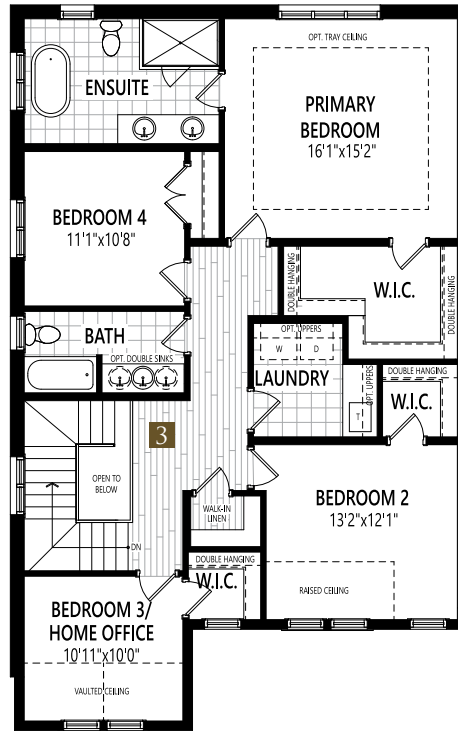 OPT. TRAY CEILING
ENSUITE
PRIMARY
BEDROOM
16'1"x15'2"
BEDROOM 4
11'1"x10'8"
DOUBLE HANGING
W.I.C.
DOUBLE HANGING
BATH
OPT. DOUBLE SINKS
OPT. UPPERS
W
D
LAUNDRY
OPT. UPPERS
T
DOUBLE HANGING
W.I.C.
3
OPEN TO
BELOW
DN
WALK-IN
LINEN
BEDROOM 2
13'2"x12'1"
RAISED CEILING
DOUBLE HANGING
W.I.C.
BEDROOM 3/
HOME OFFICE
10'11"x10'0"
VAULTED CEILING